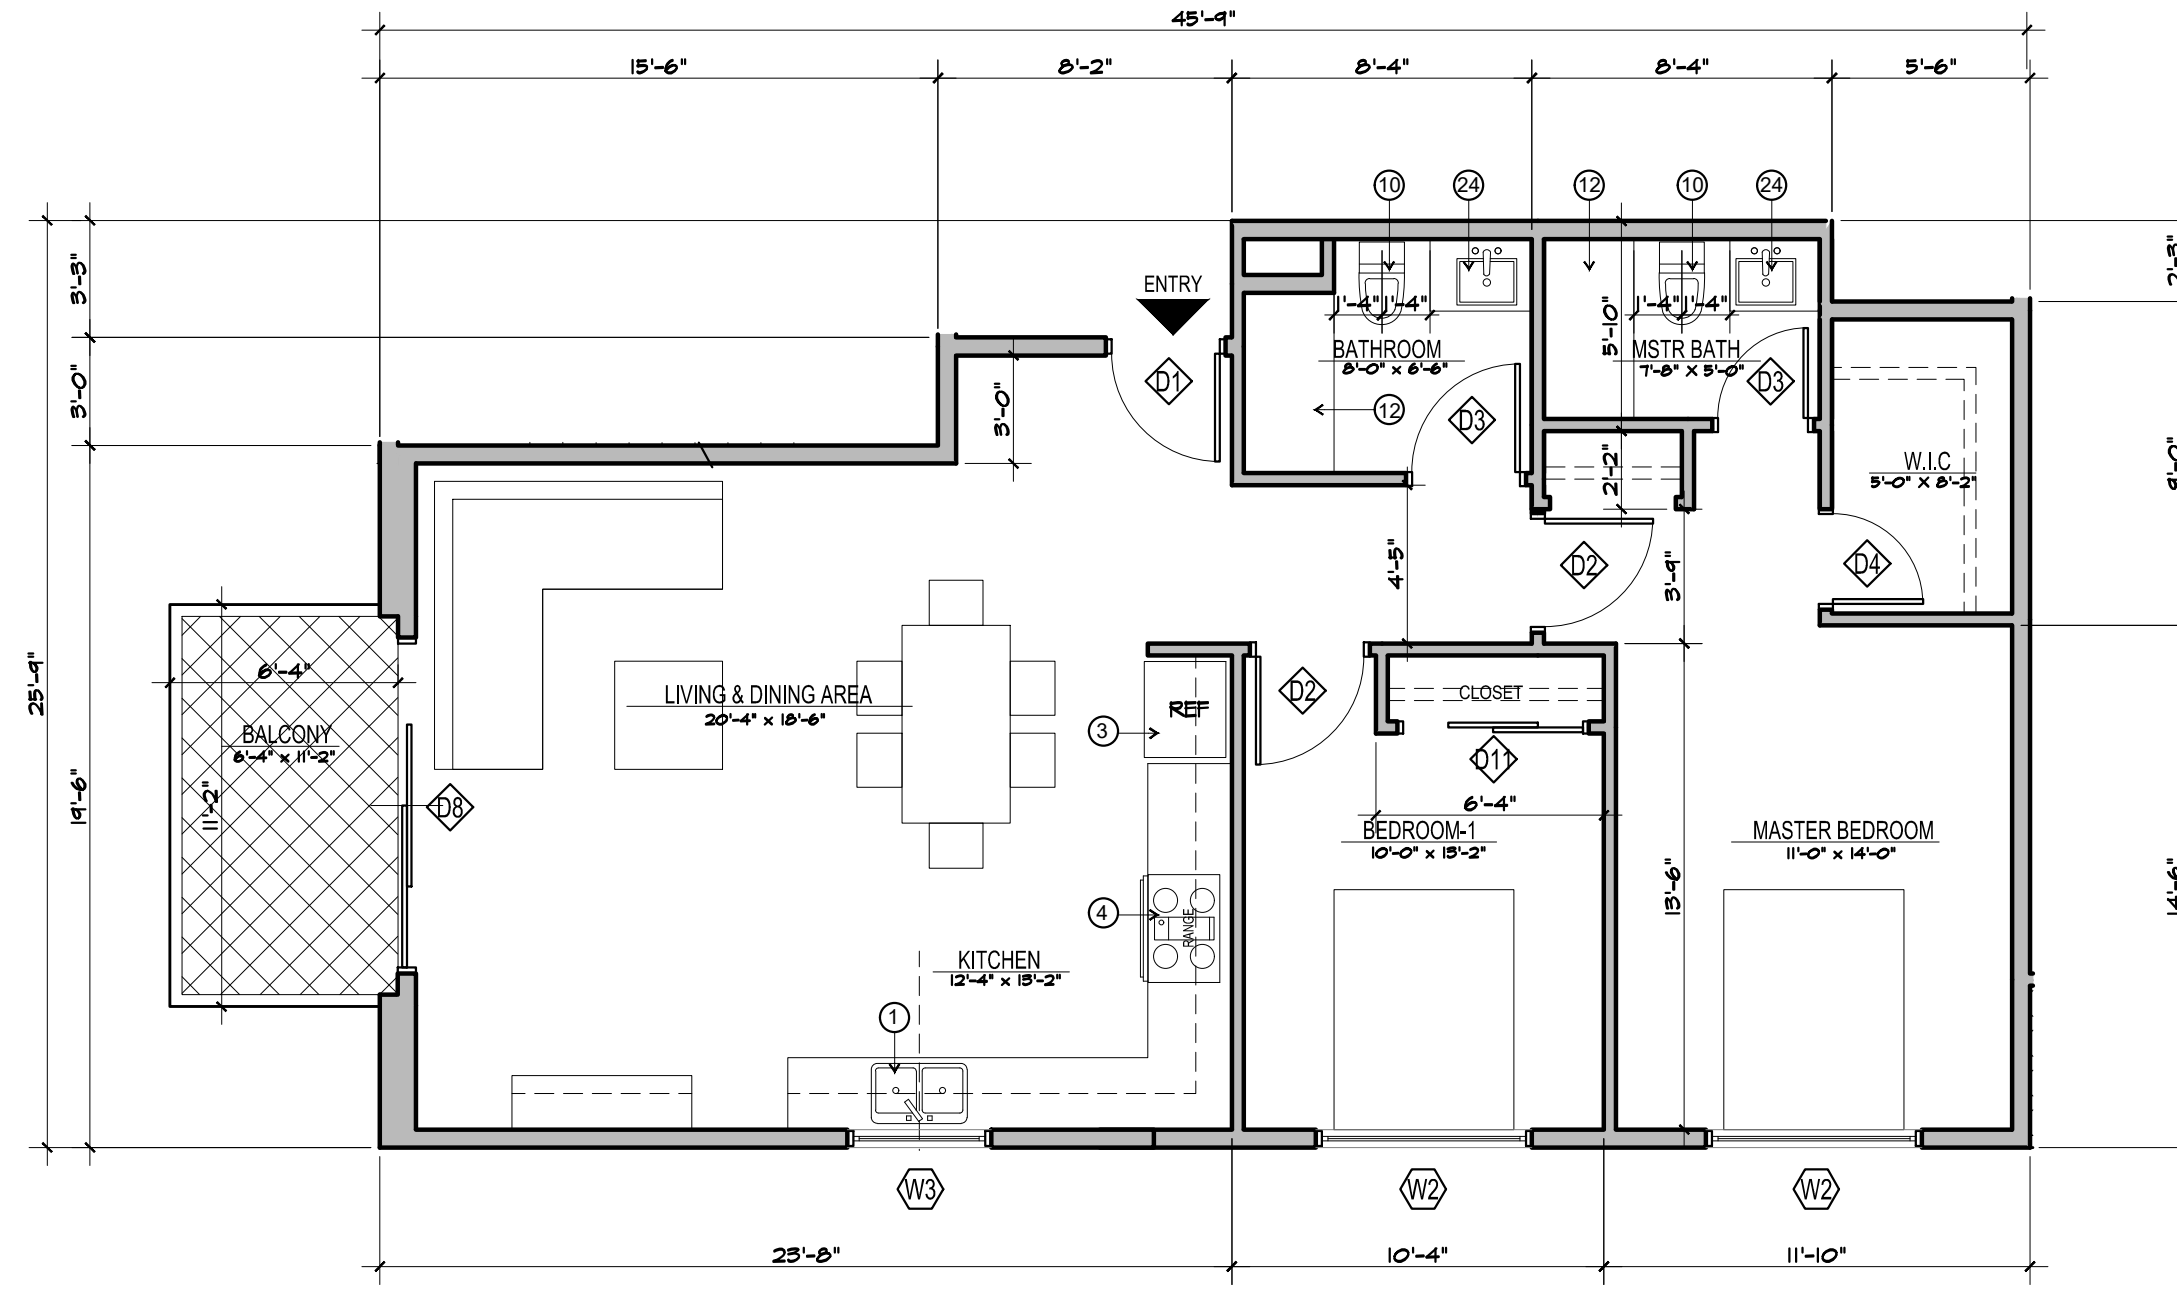 45'-9"
15'-6" 8'-2" 8'-4" 8'-4" 5'-6"
10 24 12 10 24
3'-3"
2'-3"
ENTRY
1'-4" 1'-4"
1'-4" 1'-4"
5'-10"
BATHROOM
8'-0" x 6'-6"
MSTR BATH
7'-8" X 5'-0"
D1
D3
3'-0"
3'-0"
12
D3
W.I.C
5'-0" X 8'-2"
9'-0"
2'-2"
4'-5"
D2
3'-9"
D4
25'-9"
6'-4"
BALCONY
6'-4" x 11'-2"
11'-2"
LIVING & DINING AREA
20'-4" x 18'-6"
REF
3
D2
CLOSET
D11
6'-4"
19'-6"
D8
BEDROOM-1
10'-0" x 13'-2"
MASTER BEDROOM
11'-0" x 14'-0"
13'-6"
14'-6"
4
RANGE
KITCHEN
12'-4" x 13'-2"
1
W3 W2 W2
23'-8" 10'-4" 11'-10"